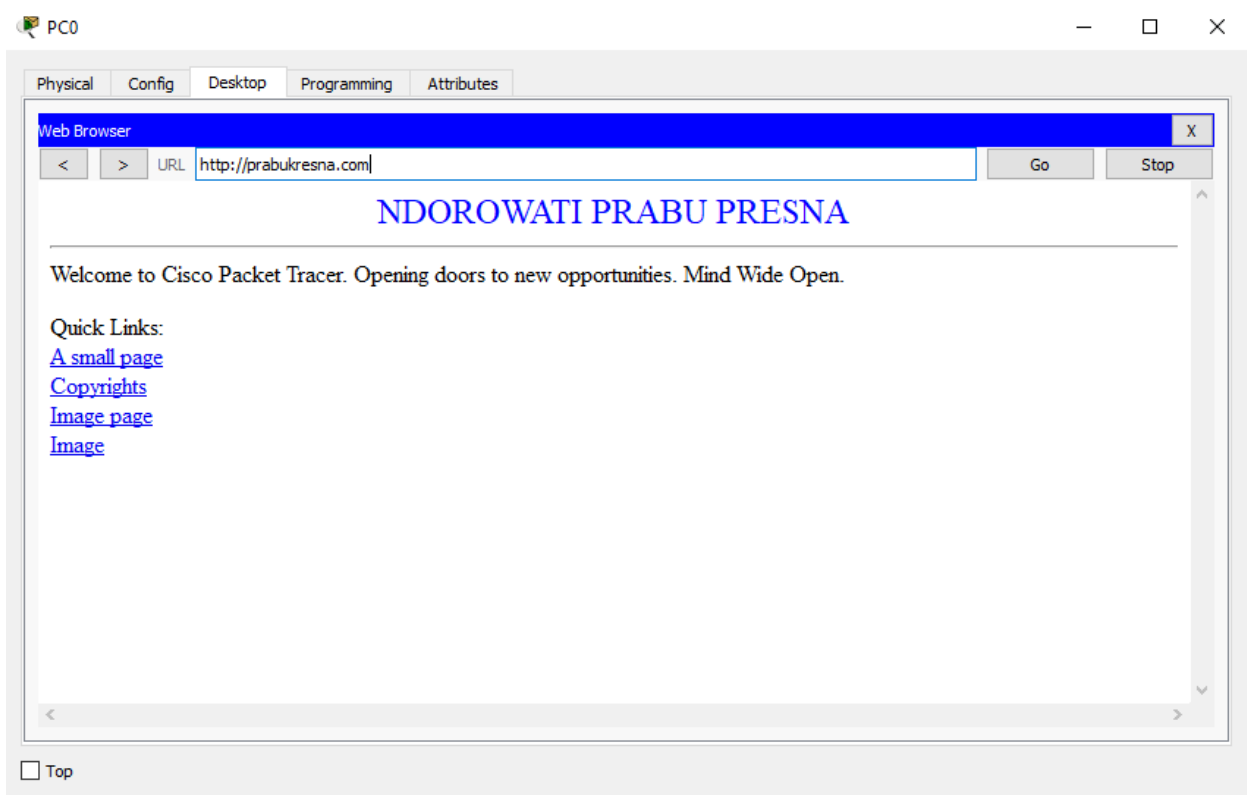 PC0
Physical Config Desktop Programming Attributes
Web Browser X
< > URL http://prabukresna.com Go Stop
NDOROWATI PRABU PRESNA
Welcome to Cisco Packet Tracer. Opening doors to new opportunities. Mind Wide Open.
Quick Links:
A small page
Copyrights
Image page
Image
Top